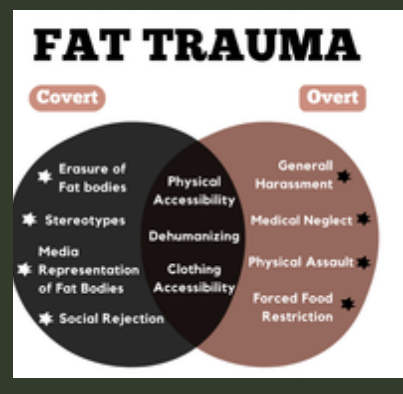 FAT TRAUMA
Covert
Overt
Erasure of
Fat bodies
Stereotypes
Media
Representation
of Fat Bodies
Social Rejection
Physical
Accessibility
Dehumanizing
Clothing
Accessibility
Generall
Harassment
Medical Neglect
Physical Assault
Forced Food
Restriction